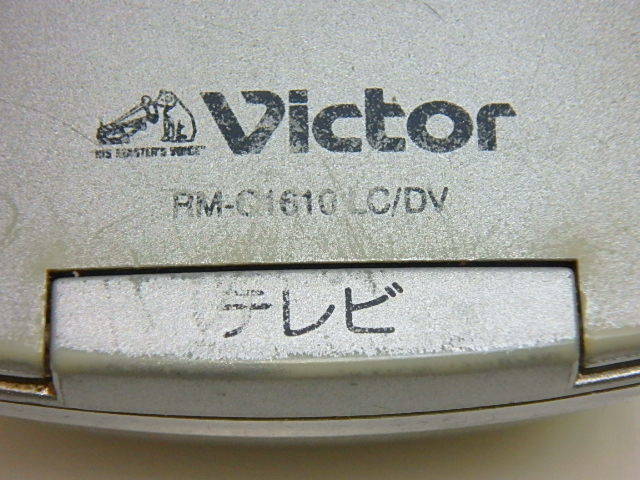 Victor
HIS MASTER'S VOICE
RM-C1610 LC/DV
テレビ